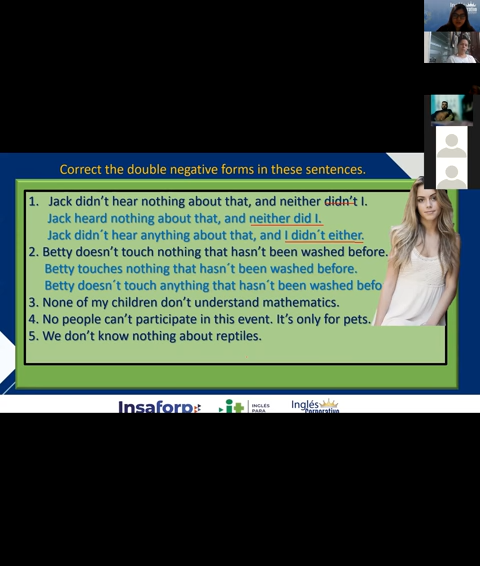 Correct the double negative forms in these sentences.
1. Jack didn't hear nothing about that, and neither didn't I.
Jack heard nothing about that, and neither did I.
Jack didn´t hear anything about that, and I didn´t either.
2. Betty doesn't touch nothing that hasn't been washed before.
Betty touches nothing that hasn´t been washed before.
Betty doesn´t touch anything that hasn´t been washed befo
3. None of my children don't understand mathematics.
4. No people can't participate in this event. It's only for pets.
5. We don't know nothing about reptiles.
Insaforp
it
INGLÉS
PARA
Inglés
Corporativo